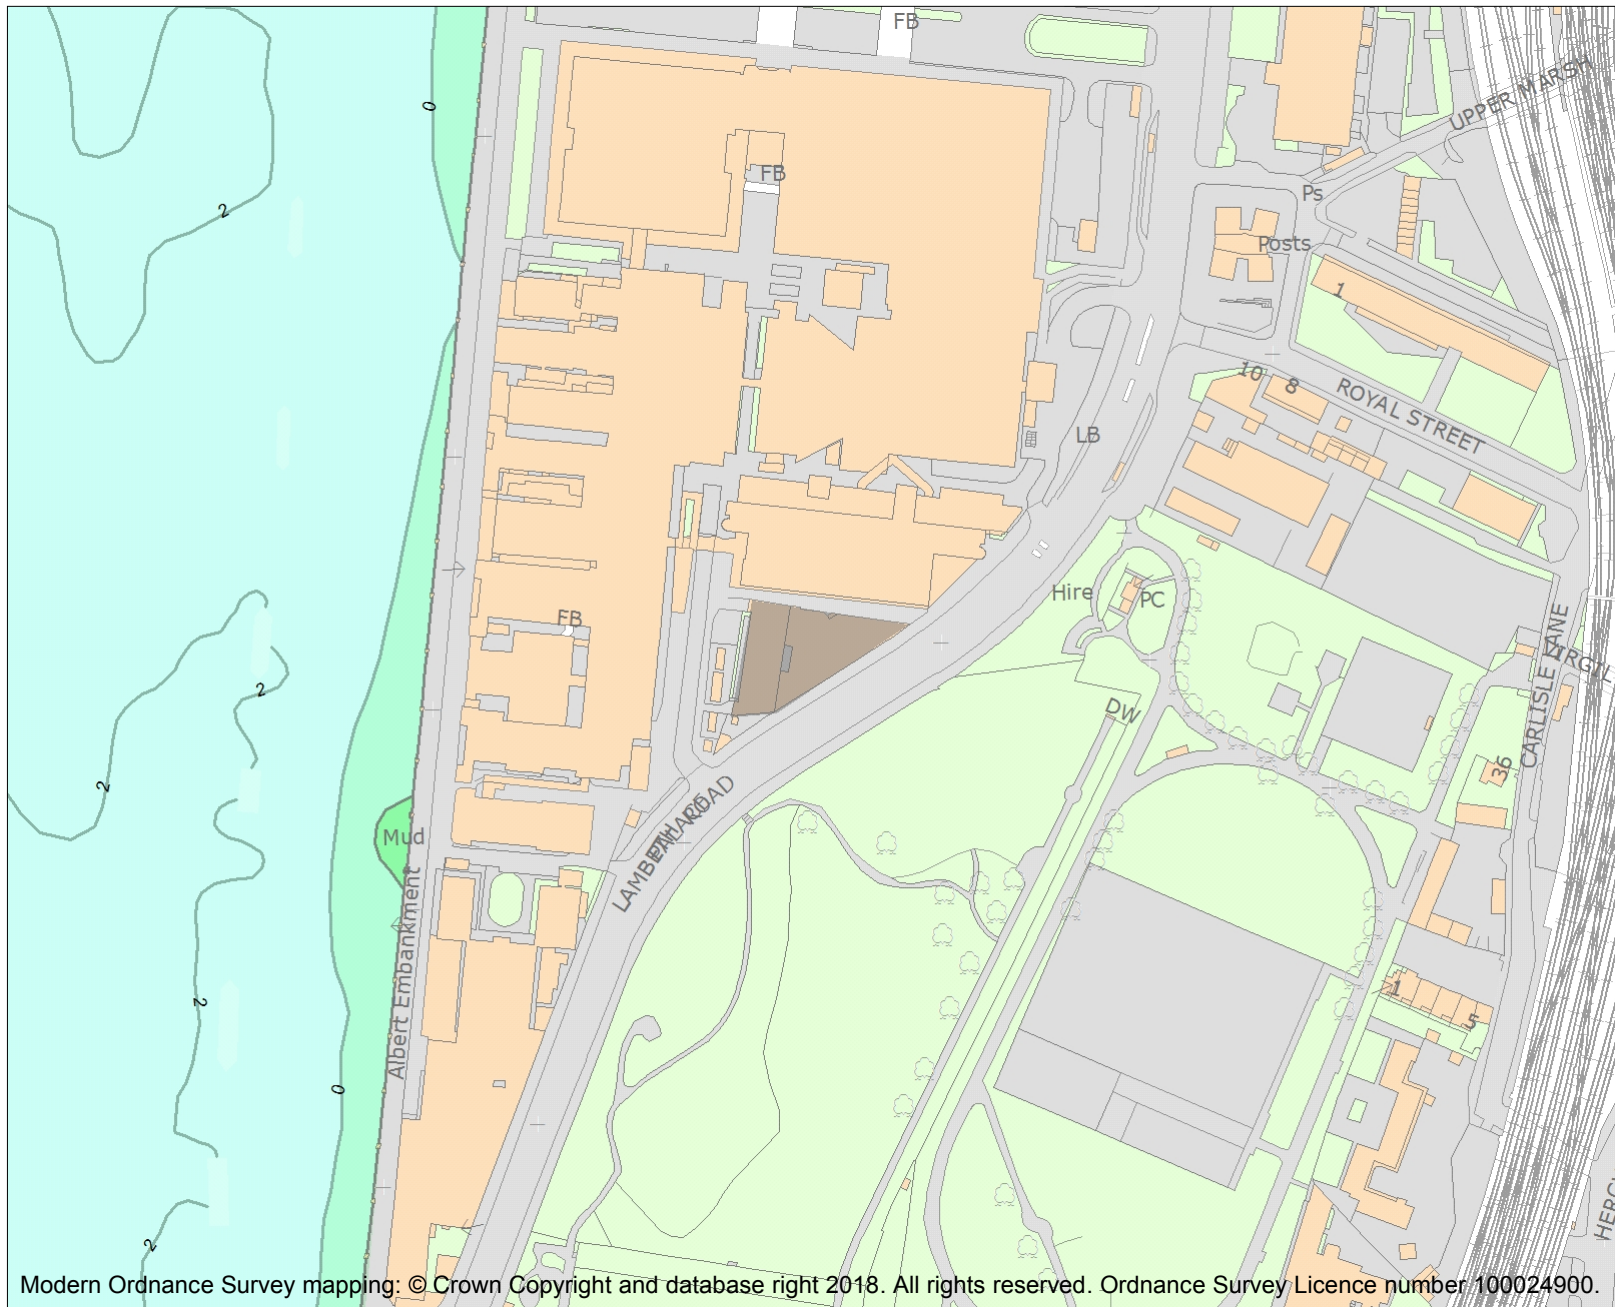 FB
0
UPPER MARSH
FB
Ps
2
Posts
1
10
8
ROYAL STREET
LB
Hire
PC
FB
CARLISLE LANE
VIRGIL
2
DW
36
2
LAMBETH ROAD
Mud
Albert Embankment
1
2
5
0
2
Modern Ordnance Survey mapping: © Crown Copyright and database right 2018. All rights reserved. Ordnance Survey Licence number 100024900.